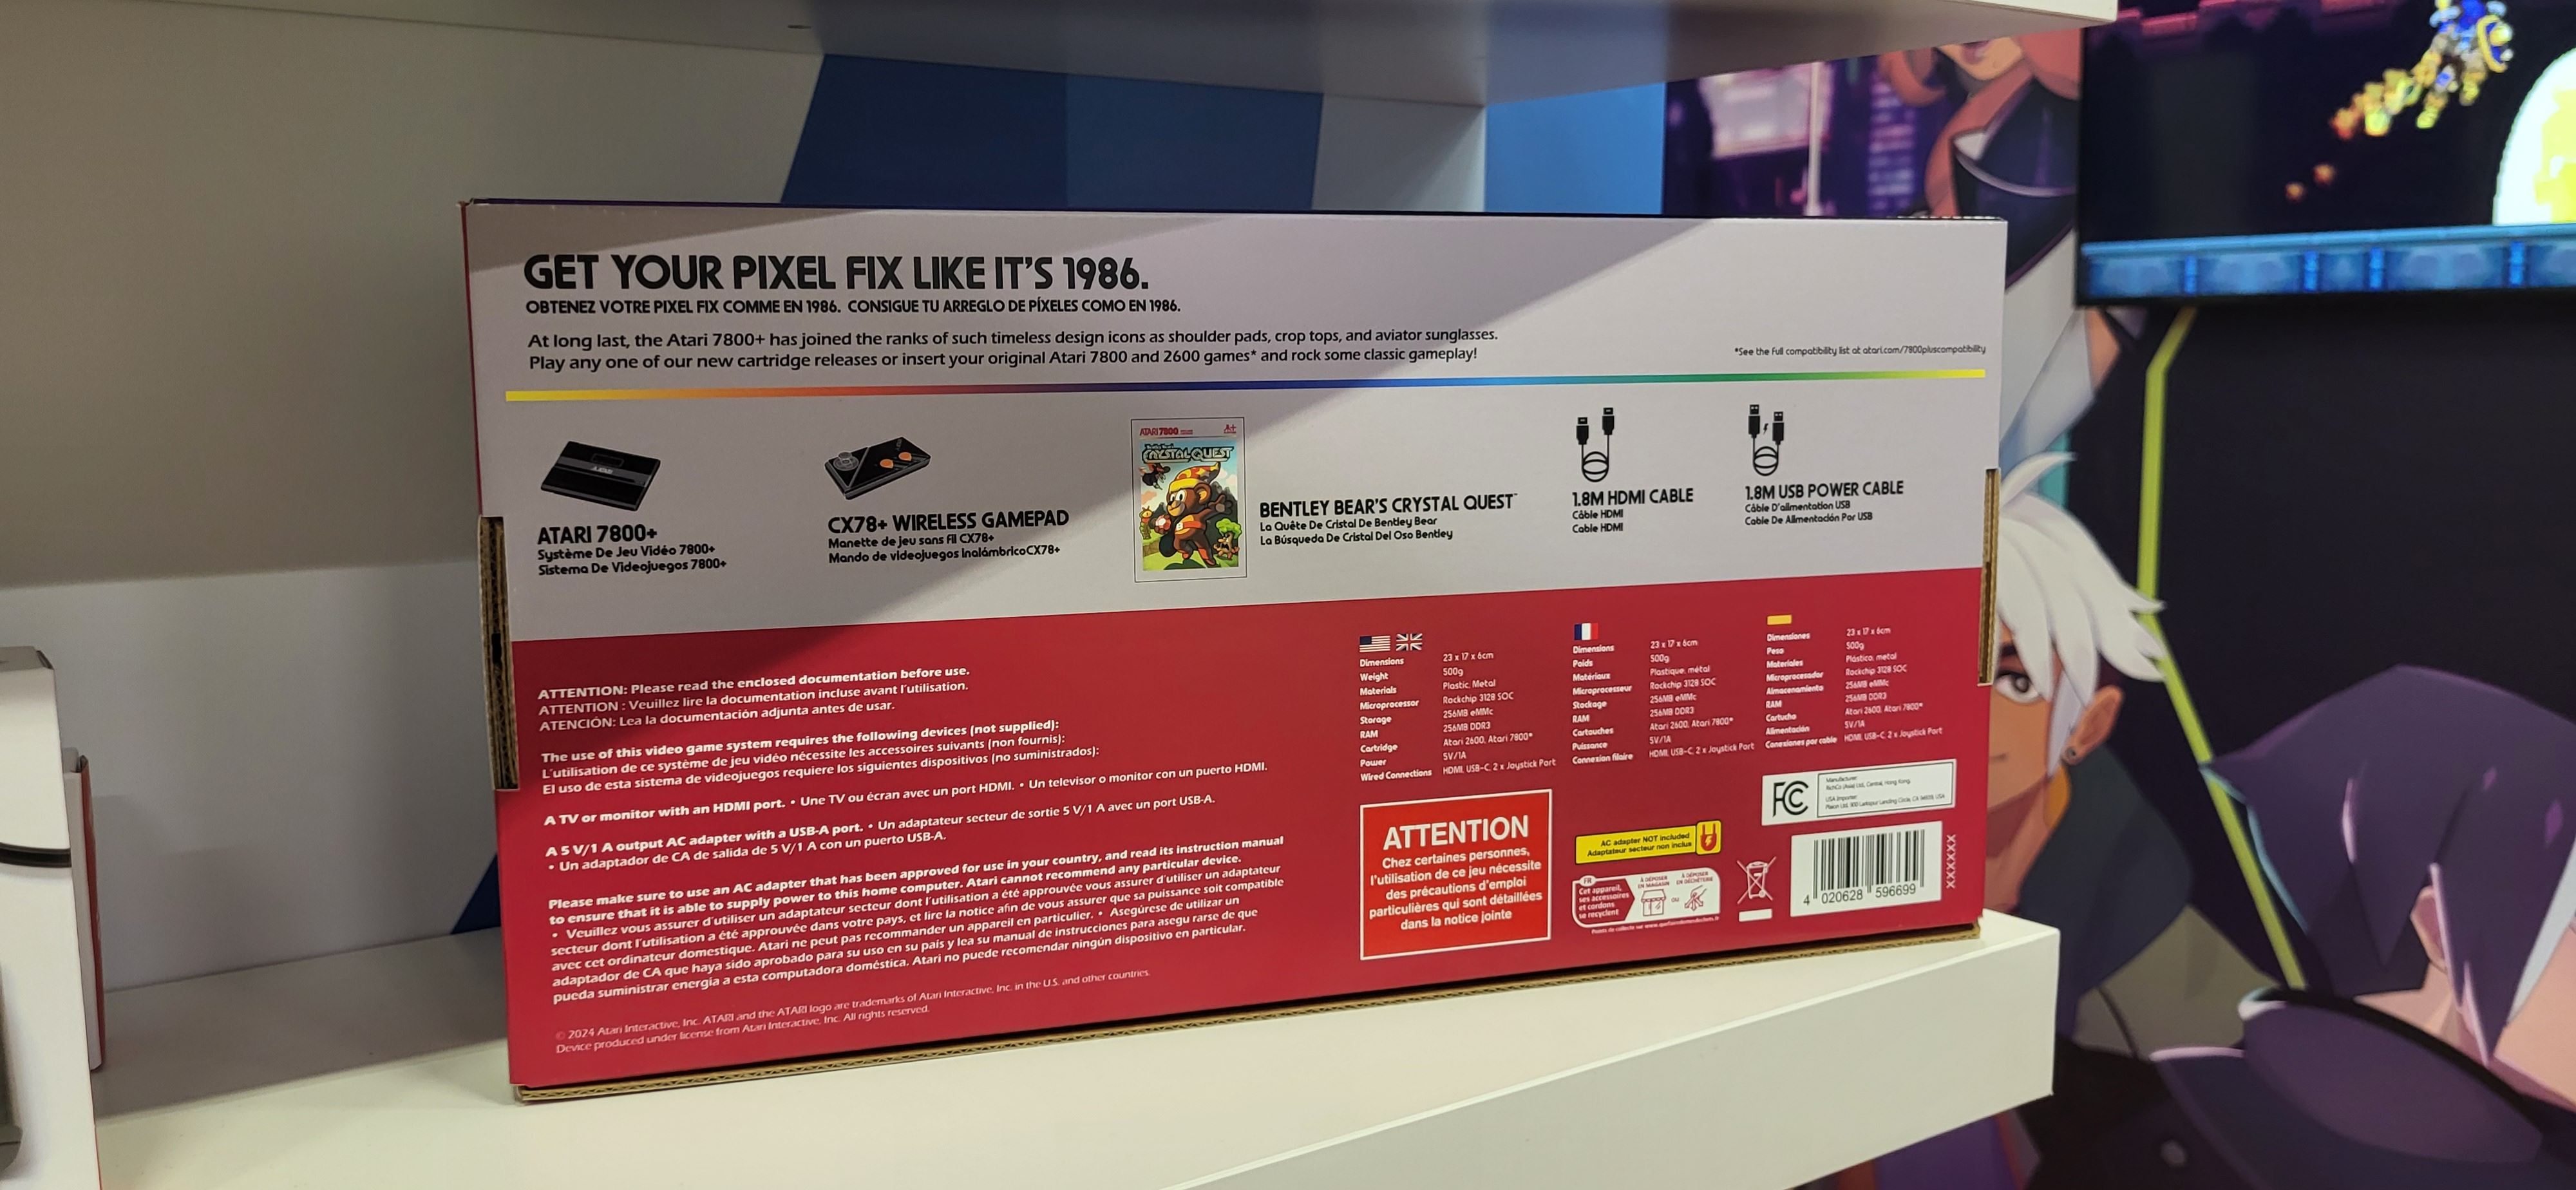 GET YOUR PIXEL FIX LIKE IT'S 1986.
OBTENEZ VOTRE PIXEL FIX COMME EN 1986. CONSIGUE TU ARREGLO DE PÍXELES COMO EN 1986.
At long last, the Atari 7800+ has joined the ranks of such timeless design icons as shoulder pads, crop tops, and aviator sunglasses.
Play any one of our new cartridge releases or insert your original Atari 7800 and 2600 games* and rock some classic gameplay!
*See the full compatibility list at atari.com/7800pluscompatibility
ATARI 7800+
Système De Jeu Vidéo 7800+
Sistema De Videojuegos 7800+
CX78+ WIRELESS GAMEPAD
Manette de jeu sans fil CX78+
Mando de videojuegos inalámbricoCX78+
ATARI 7800
CRYSTAL QUEST
BENTLEY BEAR'S CRYSTAL QUEST™
La Quête De Cristal De Bentley Bear
La Búsqueda De Cristal Del Oso Bentley
1.8M HDMI CABLE
Câble HDMI
Cable HDMI
1.8M USB POWER CABLE
Câble D'alimentation USB
Cable De Alimentación Por USB
ATTENTION: Please read the enclosed documentation before use.
ATTENTION : Veuillez lire la documentation incluse avant l'utilisation.
ATENCIÓN: Lea la documentación adjunta antes de usar.
The use of this video game system requires the following devices (not supplied):
L'utilisation de ce système de jeu vidéo nécessite les accessoires suivants (non fournis):
El uso de esta sistema de videojuegos requiere los siguientes dispositivos (no suministrados):
A TV or monitor with an HDMI port. • Une TV ou écran avec un port HDMI. • Un televisor o monitor con un puerto HDMI.
A 5 V/1 A output AC adapter with a USB-A port. • Un adaptateur secteur de sortie 5 V/1 A avec un port USB-A.
• Un adaptador de CA de salida de 5 V/1 A con un puerto USB-A.
Please make sure to use an AC adapter that has been approved for use in your country, and read its instruction manual
to ensure that it is able to supply power to this home computer. Atari cannot recommend any particular device.
• Veuillez vous assurer d'utiliser un adaptateur secteur dont l'utilisation a été approuvée vous assurer d'utiliser un adaptateur
secteur dont l'utilisation a été approuvée dans votre pays, et lire la notice afin de vous assurer que sa puissance soit compatible
avec cet ordinateur domestique. Atari ne peut pas recommander un appareil en particulier. • Asegúrese de utilizar un
adaptador de CA que haya sido aprobado para su uso en su país y lea su manual de instrucciones para asegu rarse de que
pueda suministrar energía a esta computadora doméstica. Atari no puede recomendar ningún dispositivo en particular.
© 2024 Atari Interactive, Inc. ATARI and the ATARI logo are trademarks of Atari Interactive, Inc. in the U.S. and other countries.
Device produced under license from Atari Interactive, Inc. All rights reserved.
Dimensions 23 x 17 x 6cm
Weight 500g
Materials Plastic, Metal
Microprocessor Rockchip 3128 SOC
Storage 256MB eMMc
RAM 256MB DDR3
Cartridge Atari 2600, Atari 7800*
Power 5V/1A
Wired Connections HDMI, USB-C, 2 x Joystick Port
Dimensions 23 x 17 x 6cm
Poids 500g
Matériaux Plastique, métal
Microprocesseur Rockchip 3128 SOC
Stockage 256MB eMMc
RAM 256MB DDR3
Cartouches Atari 2600, Atari 7800*
Puissance 5V/1A
Connexion filaire HDMI, USB-C, 2 x Joystick Port
Dimensiones 23 x 17 x 6cm
Peso 500g
Materiales Plástico, metal
Microprocesador Rockchip 3128 SOC
Almacenamiento 256MB eMMc
RAM 256MB DDR3
Cartucho Atari 2600, Atari 7800*
Alimentación 5V/1A
Conexiones por cable HDMI, USB-C, 2 x Joystick Port
ATTENTION
Chez certaines personnes,
l'utilisation de ce jeu nécessite
des précautions d'emploi
particulières qui sont détaillées
dans la notice jointe
AC adapter NOT included
Adaptateur secteur non inclus
FR
Cet appareil,
ses accessoires
et cordons
se recyclent
À DÉPOSER
EN MAGASIN
OU
À DÉPOSER
EN DÉCHÈTERIE
FC
Manufacturer:
USA Importer:
4 020628 596699
XXXXXX